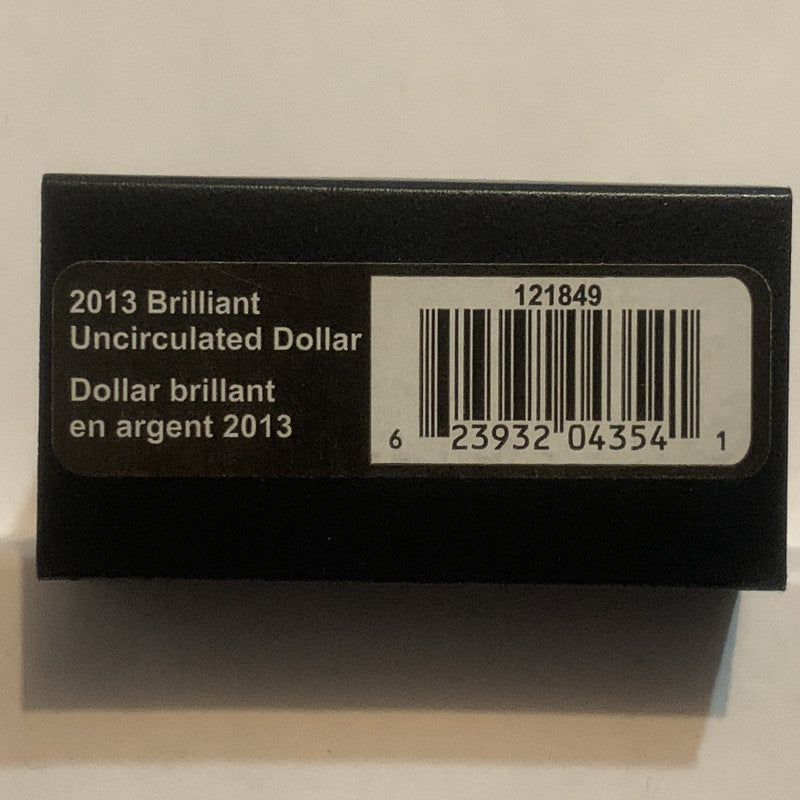 2013 Brilliant
Uncirculated Dollar
Dollar brillant
en argent 2013
121849
6 23932 04354 1